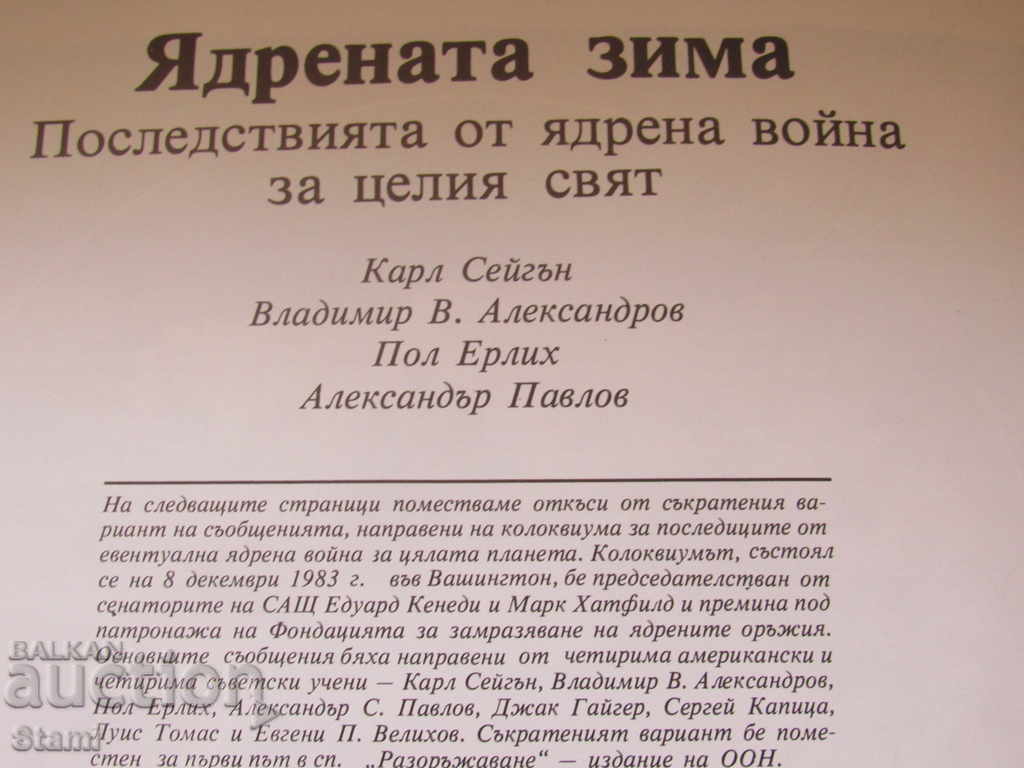 Ядрената зима
Последствията от ядрена война
за целия свят
Карл Сейгън
Владимир В. Александров
Пол Ерлих
Александър Павлов
На следващите страници поместваме откъси от съкратения ва-
риант на съобщенията, направени на колоквиума за последиците от
евентуална ядрена война за цялата планета. Колоквиумът, състоял
се на 8 декември 1983 г. във Вашингтон, бе председателстван от
сенаторите на САЩ Едуард Кенеди и Марк Хатфилд и премина под
патронажа на Фондацията за замразяване на ядрените оръжия.
Основните съобщения бяха направени от четирима американски и
четирима съветски учени — Карл Сейгън, Владимир В. Александров,
Пол Ерлих, Александър С. Павлов, Джак Гайгер, Сергей Капица,
Луис Томас и Евгени П. Велихов. Съкратеният вариант бе поме-
стен за първи път в сп. „Разоръжаване“ — издание на ООН.
BALKAN
auction
Stami